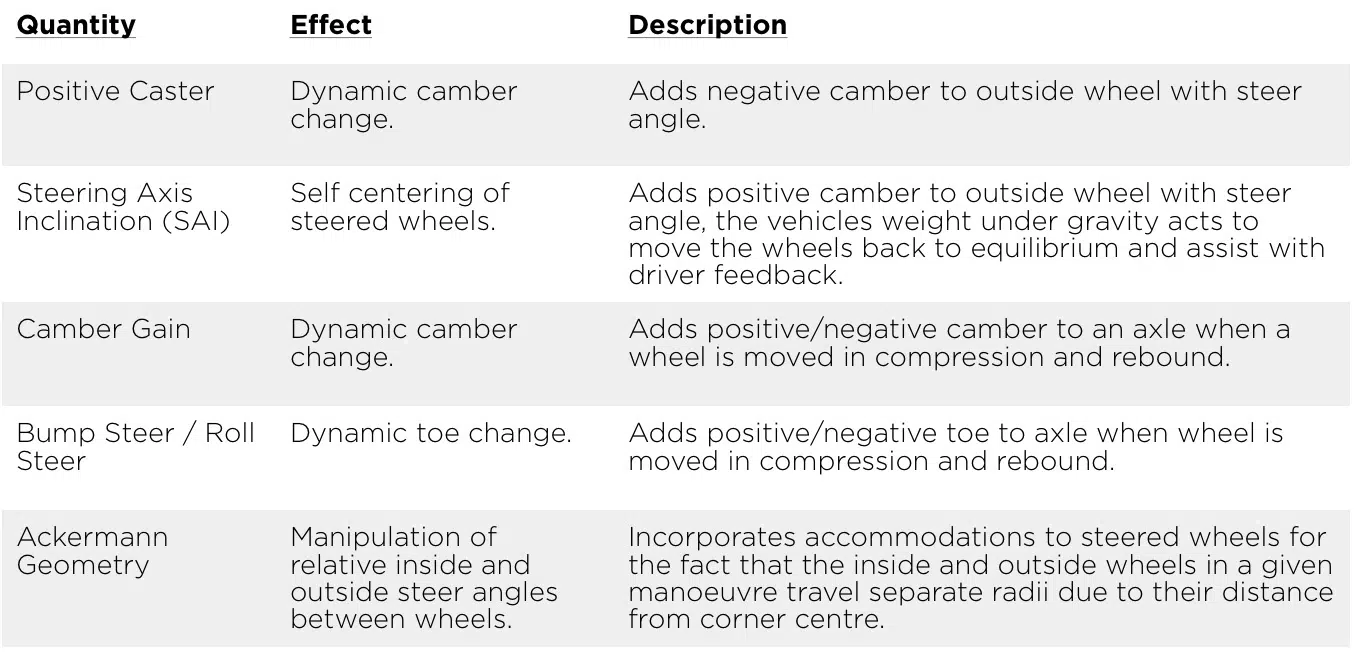 Quantity Effect Description
Positive Caster Dynamic camber Adds negative camber to outside wheel with steer
change. angle.
Steering Axis Self centering of Adds positive camber to outside wheel with steer
Inclination (SAI) steered wheels. angle, the vehicles weight under gravity acts to
move the wheels back to equilibrium and assist with
driver feedback.
Camber Gain Dynamic camber Adds positive/negative camber to an axle when a
change. wheel is moved in compression and rebound.
Bump Steer / Roll Dynamic toe change. Adds positive/negative toe to axle when wheel is
Steer moved in compression and rebound.
Ackermann Manipulation of Incorporates accommodations to steered wheels for
Geometry relative inside and the fact that the inside and outside wheels in a given
outside steer angles manoeuvre travel separate radii due to their distance
between wheels. from corner centre.